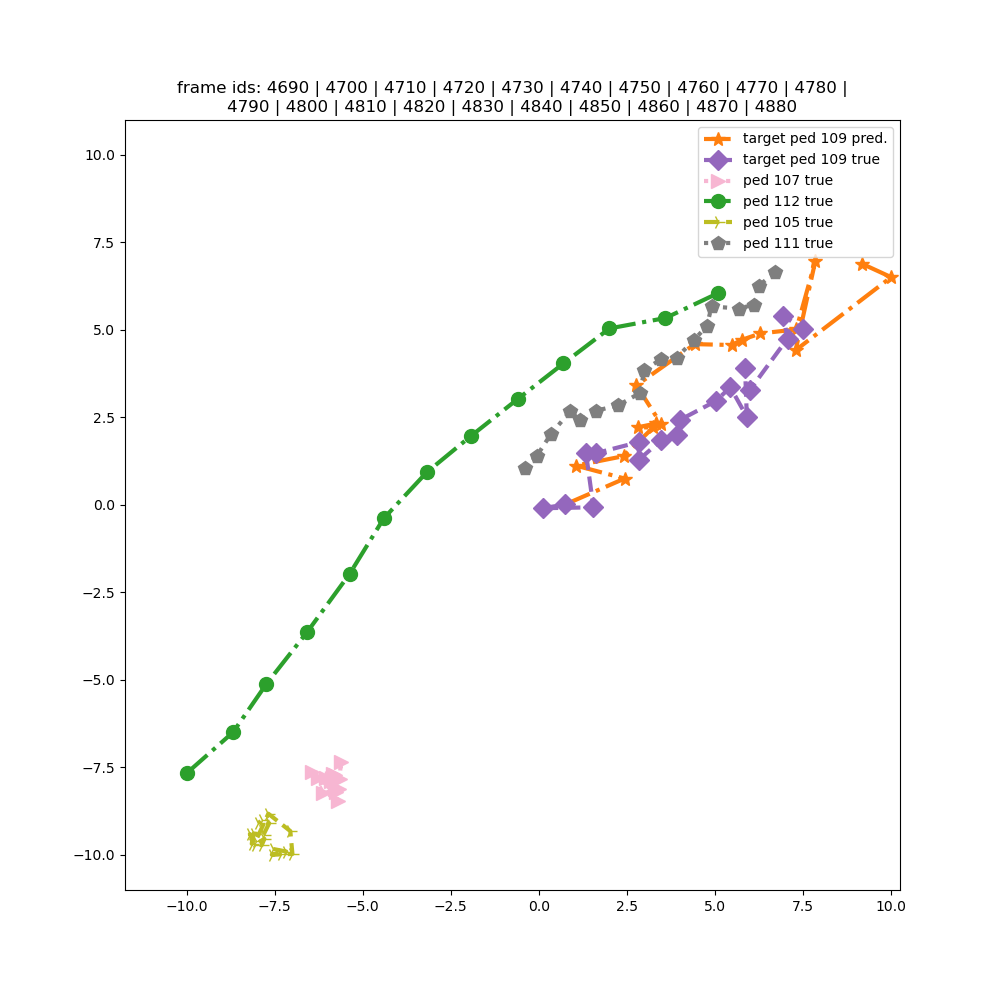 frame ids: 4690 | 4700 | 4710 | 4720 | 4730 | 4740 | 4750 | 4760 | 4770 | 4780 |
4790 | 4800 | 4810 | 4820 | 4830 | 4840 | 4850 | 4860 | 4870 | 4880
target ped 109 pred.
target ped 109 true
ped 107 true
ped 112 true
ped 105 true
ped 111 true
10.0
7.5
5.0
2.5
0.0
−2.5
−5.0
−7.5
−10.0
−10.0 −7.5 −5.0 −2.5 0.0 2.5 5.0 7.5 10.0